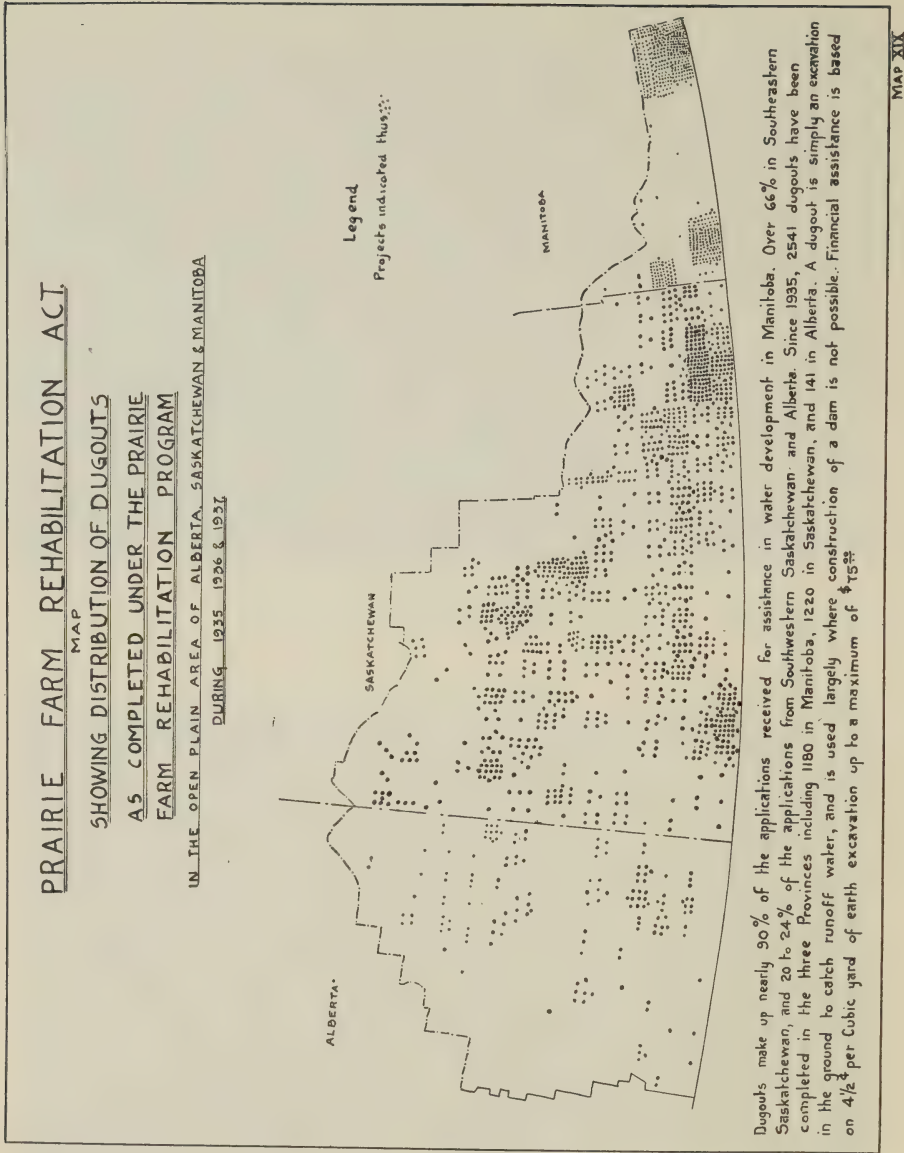 PRAIRIE FARM REHABILITATION ACT
MAP
SHOWING DISTRIBUTION OF DUGOUTS
AS COMPLETED UNDER THE PRAIRIE
FARM REHABILITATION PROGRAM
IN THE OPEN PLAIN AREA OF ALBERTA, SASKATCHEWAN & MANITOBA
DURING 1935 1936 & 1937
Legend
Projects indicated thus
ALBERTA
SASKATCHEWAN
MANITOBA
Dugouts make up nearly 90% of the applications received for assistance in water development in Manitoba. Over 66% in Southeastern
Saskatchewan, and 20 to 24% of the applications from Southwestern Saskatchewan and Alberta. Since 1935, 2541 dugouts have been
completed in the three Provinces including 1180 in Manitoba, 1220 in Saskatchewan, and 141 in Alberta. A dugout is simply an excavation
in the ground to catch runoff water, and is used largely where construction of a dam is not possible. Financial assistance is based
on 4½¢ per Cubic yard of earth excavation up to a maximum of $75.00
MAP XIX